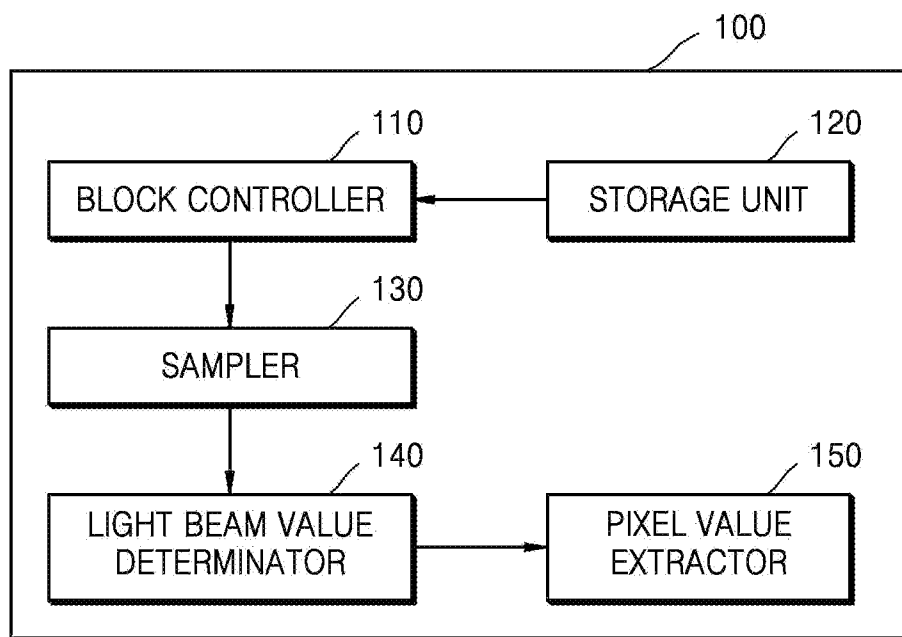 100
110
120
BLOCK CONTROLLER
STORAGE UNIT
130
SAMPLER
140
150
LIGHT BEAM VALUE
DETERMINATOR
PIXEL VALUE
EXTRACTOR